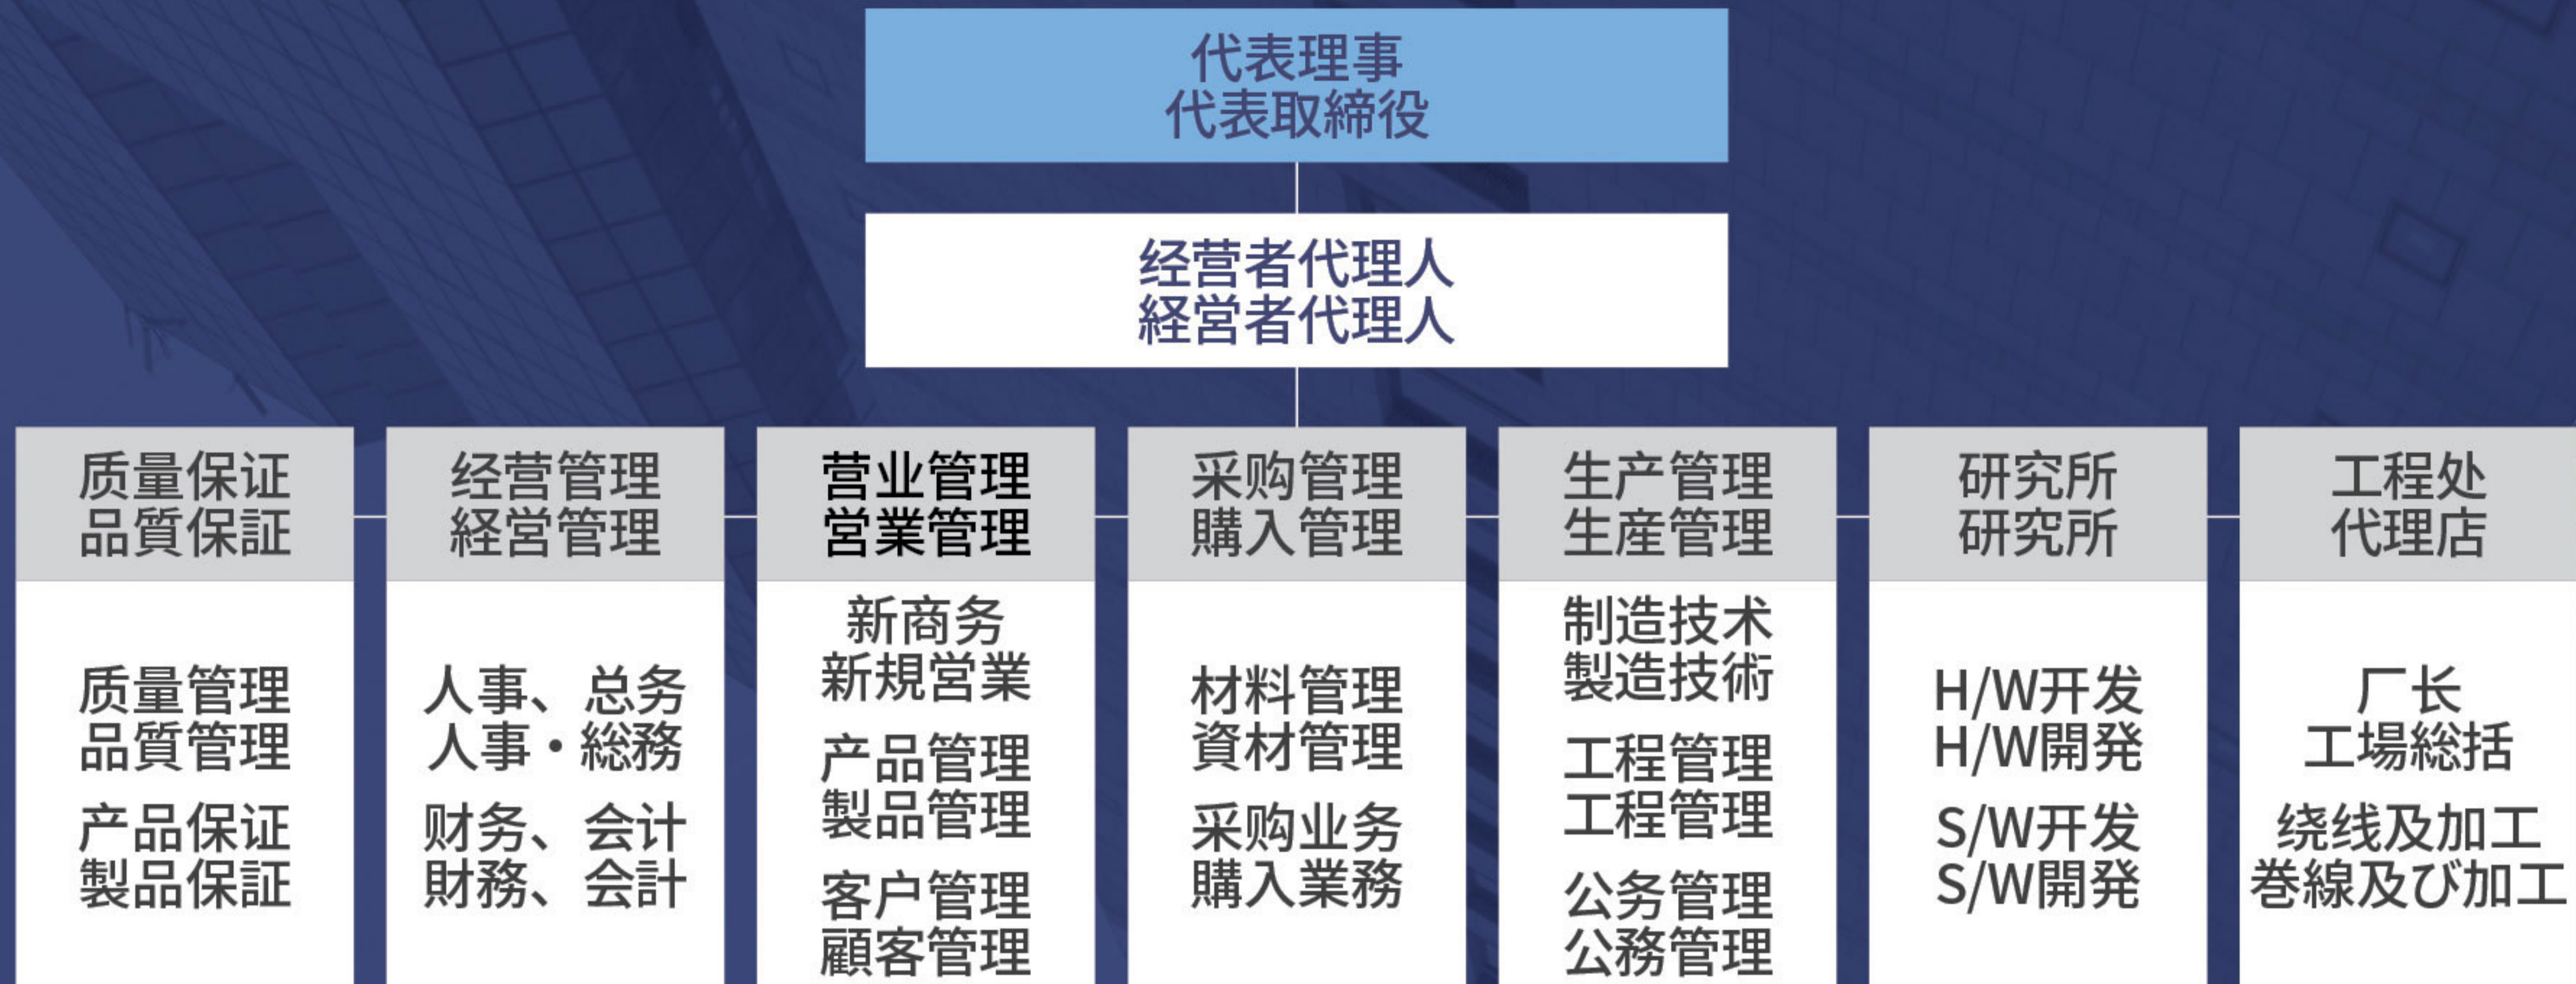 代表理事
代表取締役
经营者代理人
経営者代理人
质量保证
品質保証
质量管理
品質管理
产品保证
製品保証
经营管理
経営管理
人事、总务
人事・総務
财务、会计
財務、会計
营业管理
営業管理
新商务
新規営業
产品管理
製品管理
客户管理
顧客管理
采购管理
購入管理
材料管理
資材管理
采购业务
購入業務
生产管理
生産管理
制造技术
製造技術
工程管理
工程管理
公务管理
公務管理
研究所
研究所
H/W开发
H/W開発
S/W开发
S/W開発
工程处
代理店
厂长
工場総括
绕线及加工
巻線及び加工